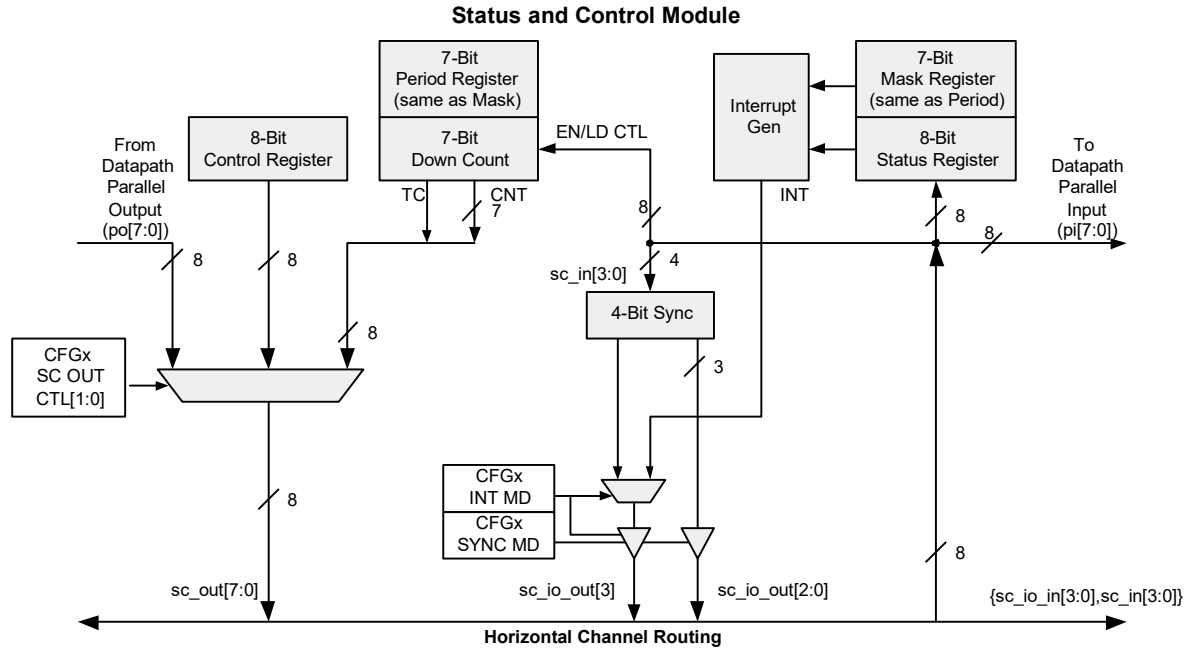 Status and Control Module
7-Bit
Period Register
(same as Mask)
7-Bit
Down Count
8-Bit
Control Register
Interrupt
Gen
7-Bit
Mask Register
(same as Period)
8-Bit
Status Register
From
Datapath
Parallel
Output
(po[7:0])
To
Datapath
Parallel
Input
(pi[7:0])
EN/LD CTL
TC
CNT
7
INT
8
8
8
8
8
8
4
sc_in[3:0]
4-Bit Sync
8
3
CFGx
SC OUT
CTL[1:0]
CFGx
INT MD
CFGx
SYNC MD
8
8
sc_out[7:0]
sc_io_out[3]
sc_io_out[2:0]
{sc_io_in[3:0],sc_in[3:0]}
Horizontal Channel Routing